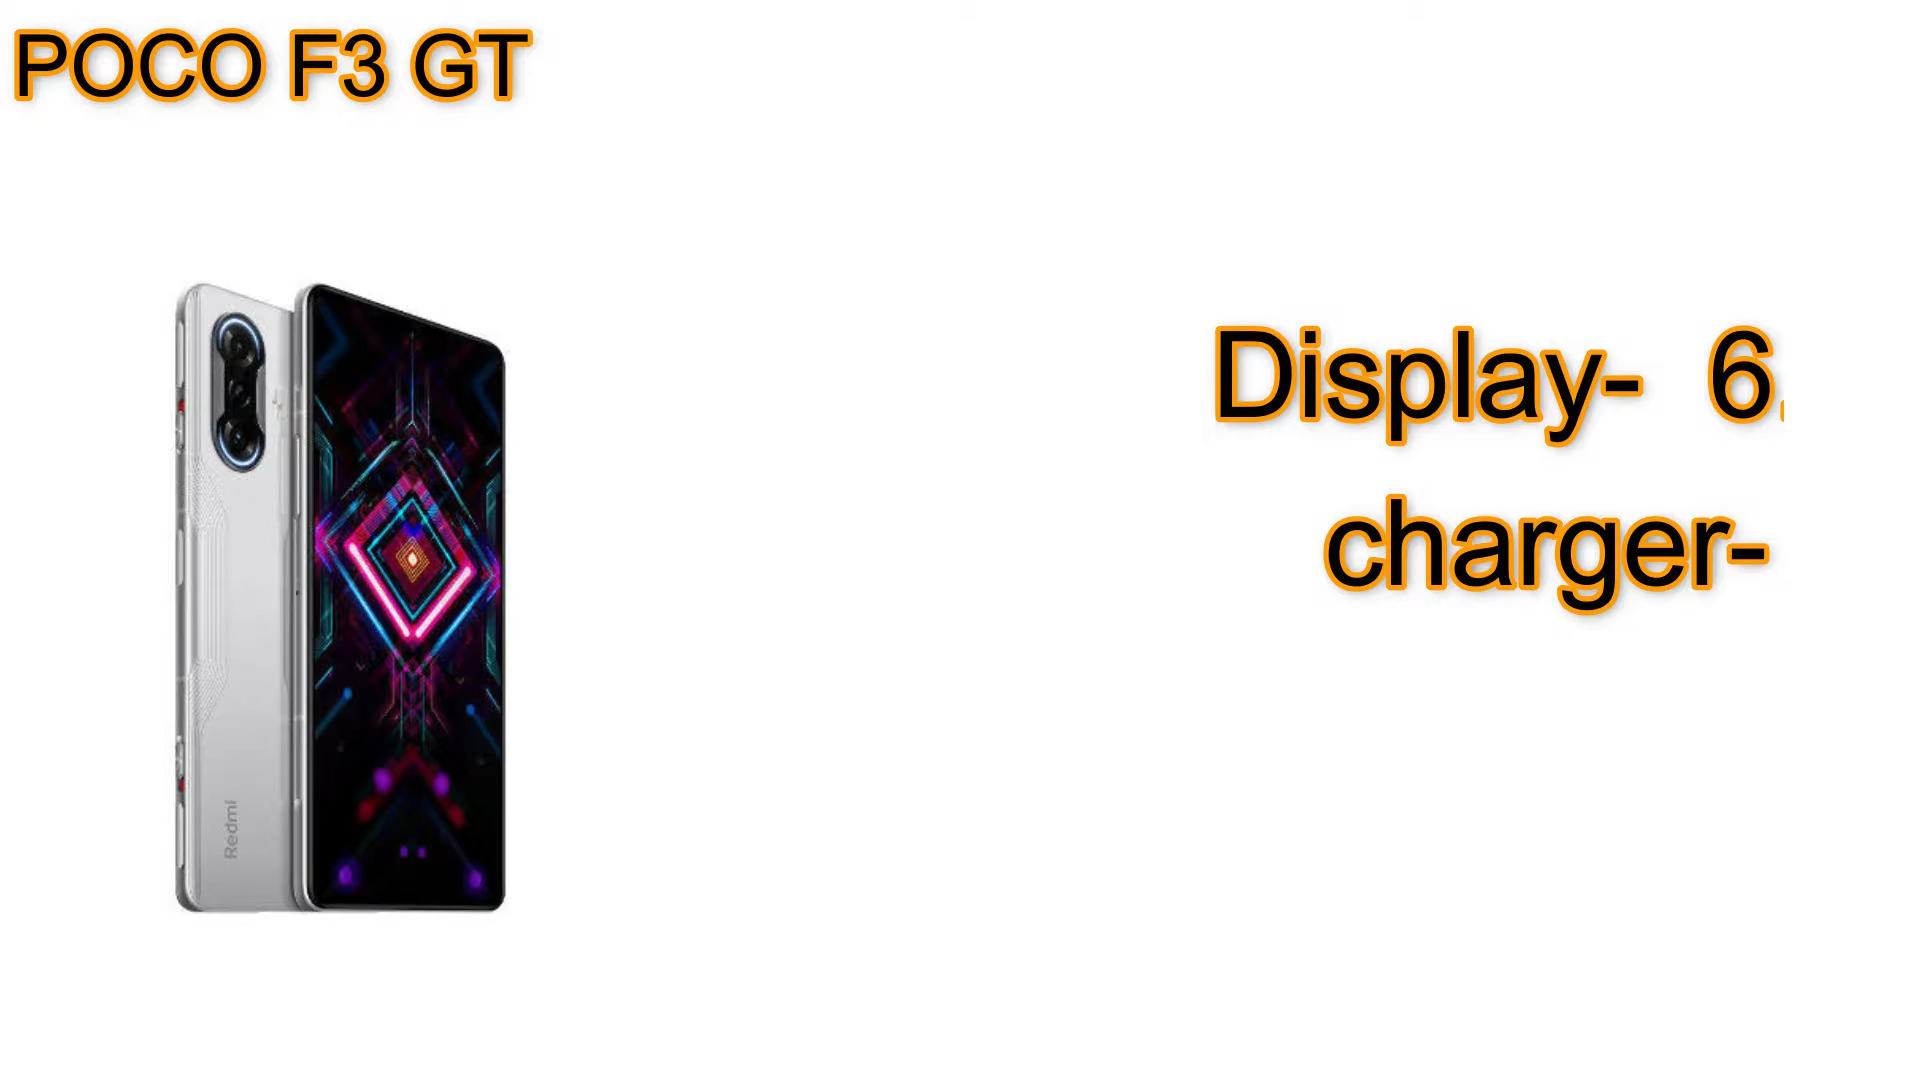 POCO F3 GT
Display- 6.
charger-
Redmi